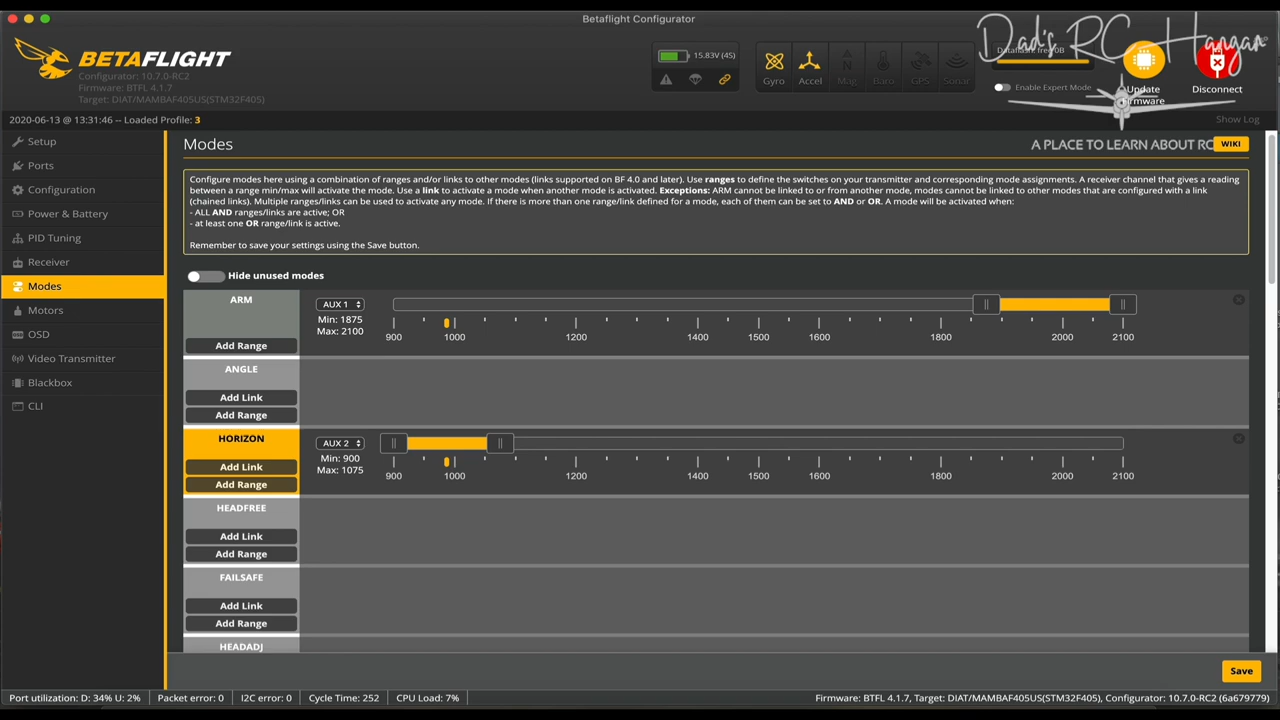 Betaflight Configurator
Dad's RC Hangar
BETAFLIGHT
Configurator: 10.7.0-RC2
Firmware: BTFL 4.1.7
Target: DIAT/MAMBAF405US(STM32F405)
15.83V (4S)
Gyro
Accel
Mag
Baro
GPS
Sonar
Dataflash: free 0B
Enable Expert Mode
Update
Firmware
Disconnect
2020-06-13 @ 13:31:46 -- Loaded Profile: 3
Show Log
Setup
Ports
Configuration
Power & Battery
PID Tuning
Receiver
Modes
Motors
OSD
Video Transmitter
Blackbox
CLI
Modes
A PLACE TO LEARN ABOUT RC
WIKI
Configure modes here using a combination of ranges and/or links to other modes (links supported on BF 4.0 and later). Use ranges to define the switches on your transmitter and corresponding mode assignments. A receiver channel that gives a reading
between a range min/max will activate the mode. Use a link to activate a mode when another mode is activated. Exceptions: ARM cannot be linked to or from another mode, modes cannot be linked to other modes that are configured with a link
(chained links). Multiple ranges/links can be used to activate any mode. If there is more than one range/link defined for a mode, each of them can be set to AND or OR. A mode will be activated when:
- ALL AND ranges/links are active; OR
- at least one OR range/link is active.
Remember to save your settings using the Save button.
Hide unused modes
ARM
Add Range
AUX 1
Min: 1875
Max: 2100
900 1000 1200 1400 1500 1600 1800 2000 2100
ANGLE
Add Link
Add Range
HORIZON
Add Link
Add Range
AUX 2
Min: 900
Max: 1075
900 1000 1200 1400 1500 1600 1800 2000 2100
HEADFREE
Add Link
Add Range
FAILSAFE
Add Link
Add Range
HEADADJ
Save
Port utilization: D: 34% U: 2%
Packet error: 0
I2C error: 0
Cycle Time: 252
CPU Load: 7%
Firmware: BTFL 4.1.7, Target: DIAT/MAMBAF405US(STM32F405), Configurator: 10.7.0-RC2 (6a679779)